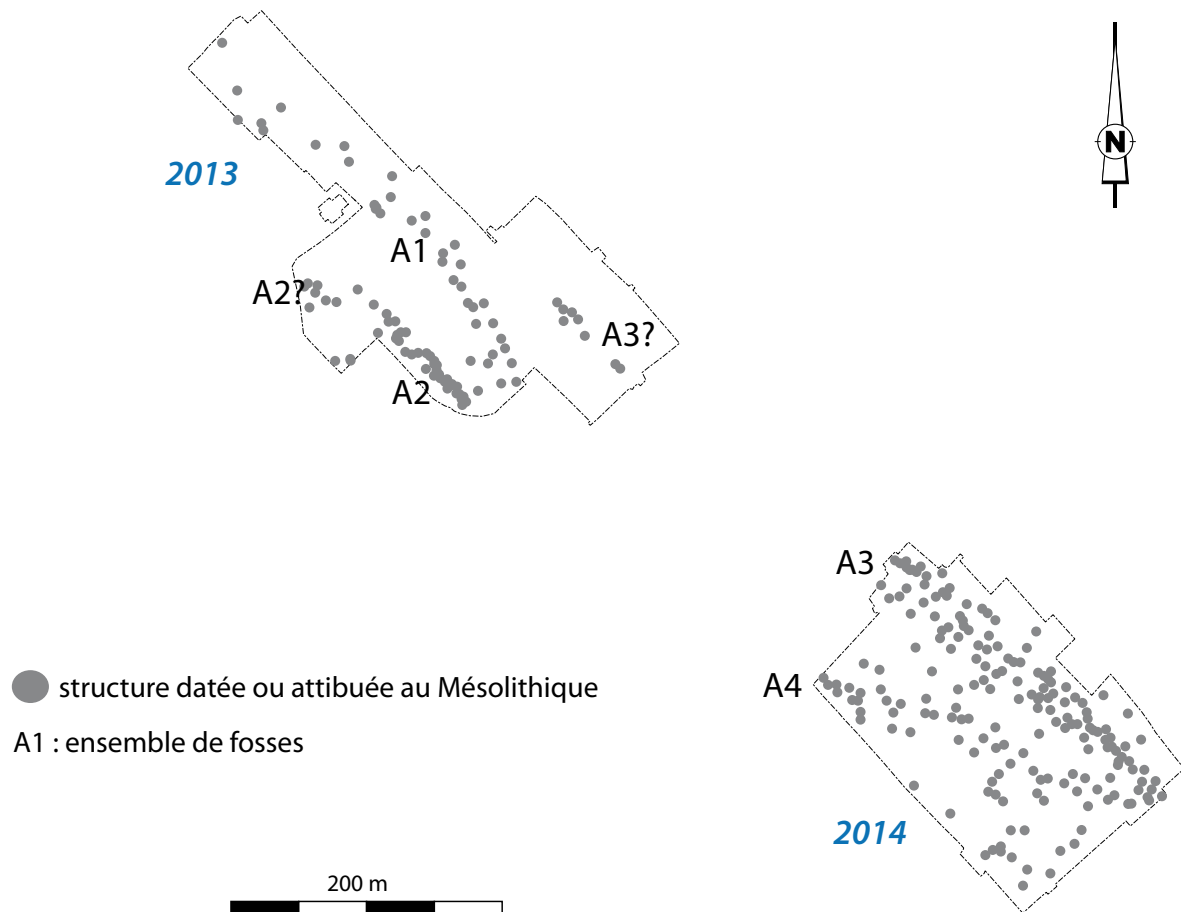 N
2013
A1
A2?
A3?
A2
A3
A4
structure datée ou attibuée au Mésolithique
A1 : ensemble de fosses
2014
200 m